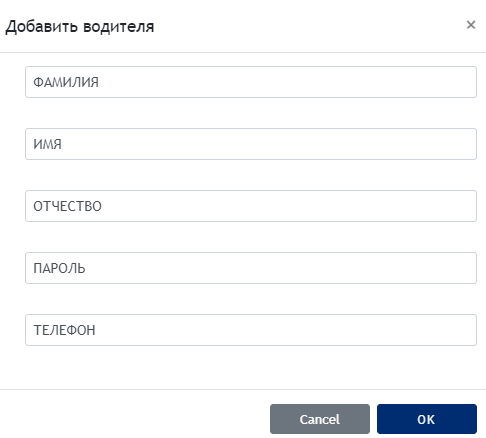 Добавить водителя
×
ФАМИЛИЯ
ИМЯ
ОТЧЕСТВО
ПАРОЛЬ
ТЕЛЕФОН
Cancel
OK